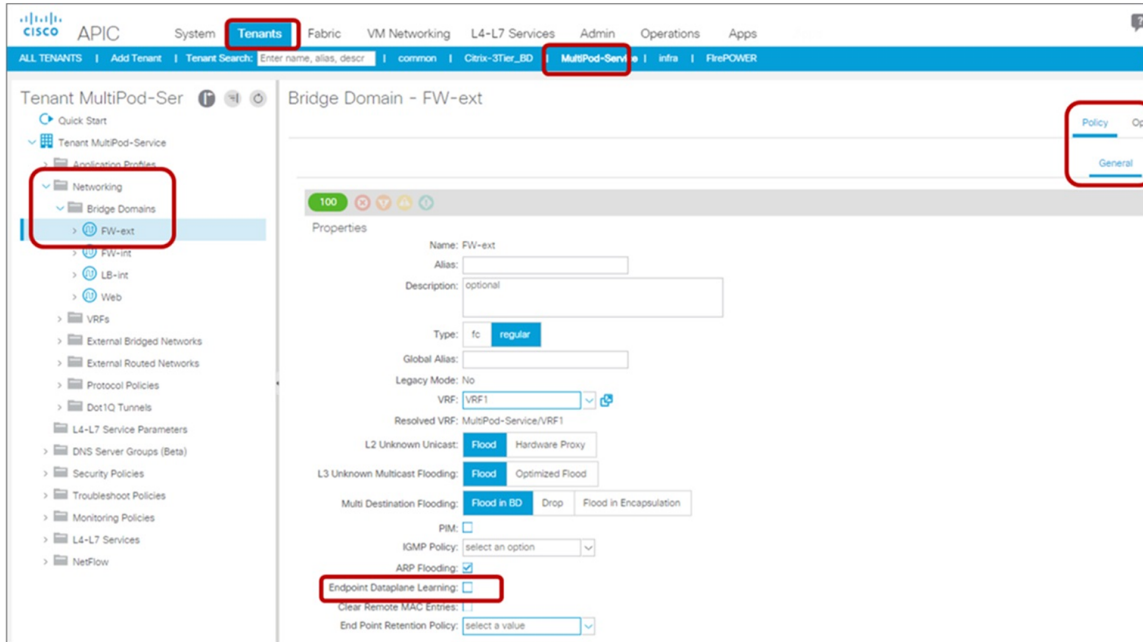 CISCO APIC System Tenants Fabric VM Networking L4-L7 Services Admin Operations Apps
ALL TENANTS | Add Tenant | Tenant Search: Enter name, alias, descr | common | Citrix-3Tier_BD | MultiPod-Service | infra | FirePOWER
Tenant MultiPod-Ser
Quick Start
Tenant MultiPod-Service
Application Profiles
Networking
Bridge Domains
FW-ext
FW-int
LB-int
Web
VRFs
External Bridged Networks
External Routed Networks
Protocol Policies
Dot1Q Tunnels
L4-L7 Service Parameters
DNS Server Groups (Beta)
Security Policies
Troubleshoot Policies
Monitoring Policies
L4-L7 Services
NetFlow
Bridge Domain - FW-ext
Policy Op
General
100
Properties
Name: FW-ext
Alias:
Description: optional
Type: fc regular
Global Alias:
Legacy Mode: No
VRF: VRF1
Resolved VRF: MultiPod-Service/VRF1
L2 Unknown Unicast: Flood Hardware Proxy
L3 Unknown Multicast Flooding: Flood Optimized Flood
Multi Destination Flooding: Flood in BD Drop Flood in Encapsulation
PIM:
IGMP Policy: select an option
ARP Flooding:
Endpoint Dataplane Learning:
Clear Remote MAC Entries:
End Point Retention Policy: select a value